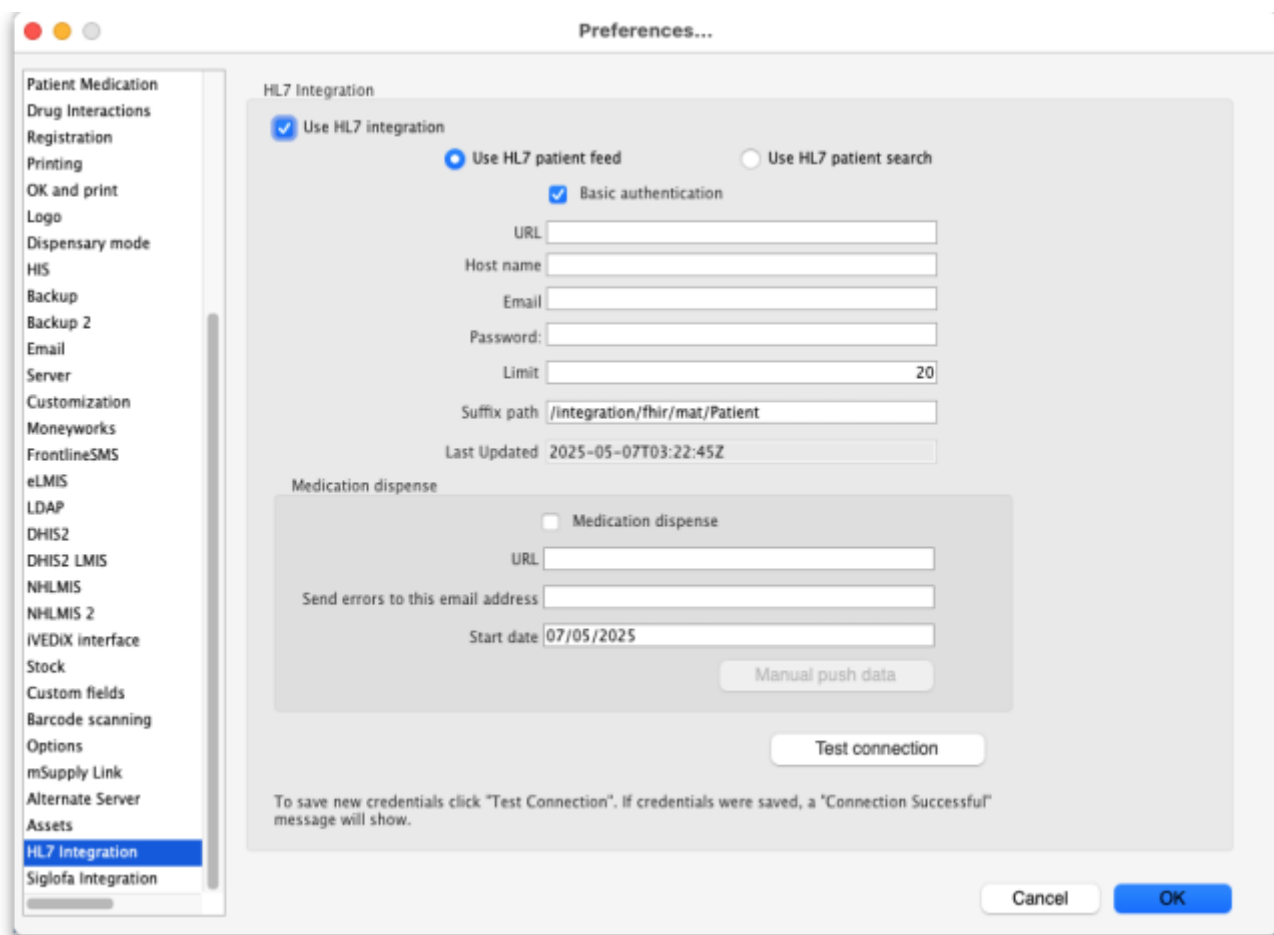 Preferences...
Patient Medication
Drug Interactions
Registration
Printing
OK and print
Logo
Dispensary mode
HIS
Backup
Backup 2
Email
Server
Customization
Moneyworks
FrontlineSMS
eLMIS
LDAP
DHIS2
DHIS2 LMIS
NHLMIS
NHLMIS 2
iVEDiX interface
Stock
Custom fields
Barcode scanning
Options
mSupply Link
Alternate Server
Assets
HL7 Integration
Siglofa Integration
HL7 Integration
Use HL7 integration
Use HL7 patient feed Use HL7 patient search
Basic authentication
URL
Host name
Email
Password:
Limit 20
Suffix path /integration/fhir/mat/Patient
Last Updated 2025-05-07T03:22:45Z
Medication dispense
Medication dispense
URL
Send errors to this email address
Start date 07/05/2025
Manual push data
Test connection
To save new credentials click "Test Connection". If credentials were saved, a "Connection Successful"
message will show.
Cancel OK